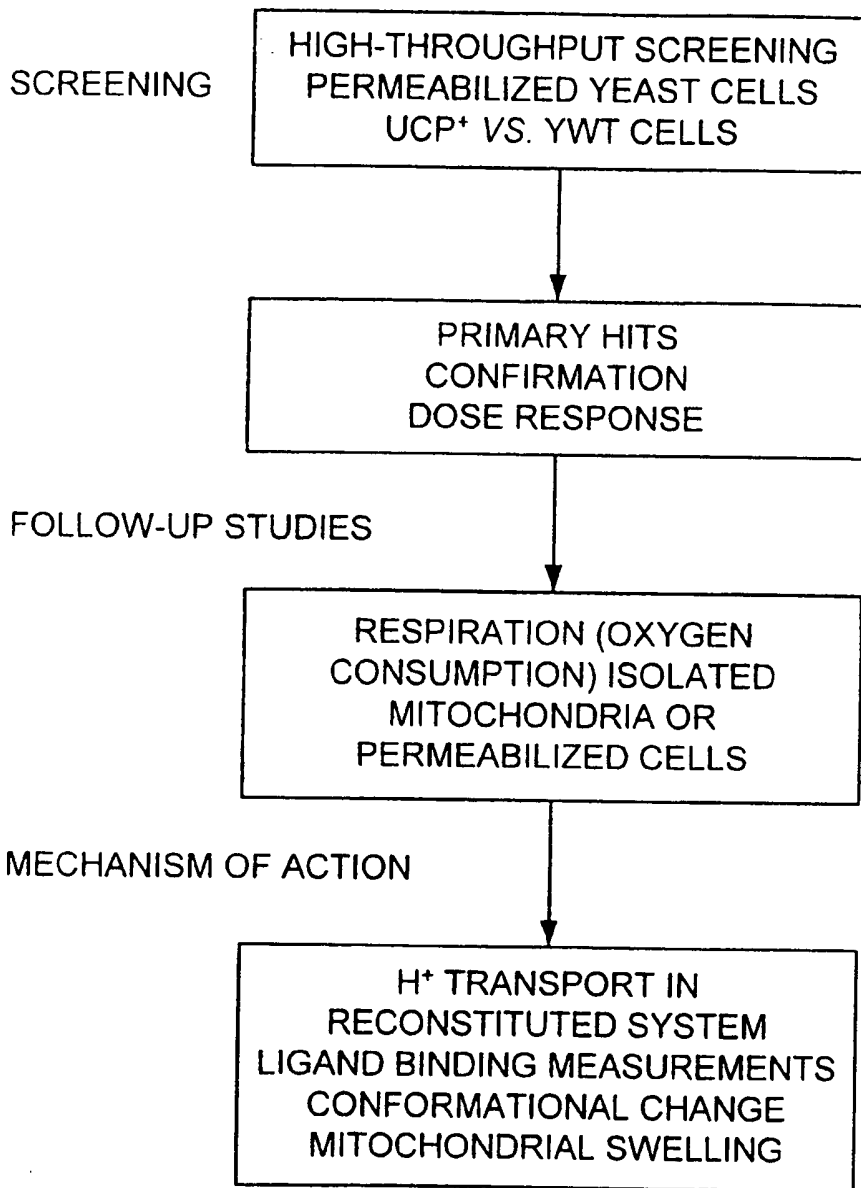 SCREENING
HIGH-THROUGHPUT SCREENING
PERMEABILIZED YEAST CELLS
UCP⁺ VS. YWT CELLS
PRIMARY HITS
CONFIRMATION
DOSE RESPONSE
FOLLOW-UP STUDIES
RESPIRATION (OXYGEN
CONSUMPTION) ISOLATED
MITOCHONDRIA OR
PERMEABILIZED CELLS
MECHANISM OF ACTION
H⁺ TRANSPORT IN
RECONSTITUTED SYSTEM
LIGAND BINDING MEASUREMENTS
CONFORMATIONAL CHANGE
MITOCHONDRIAL SWELLING